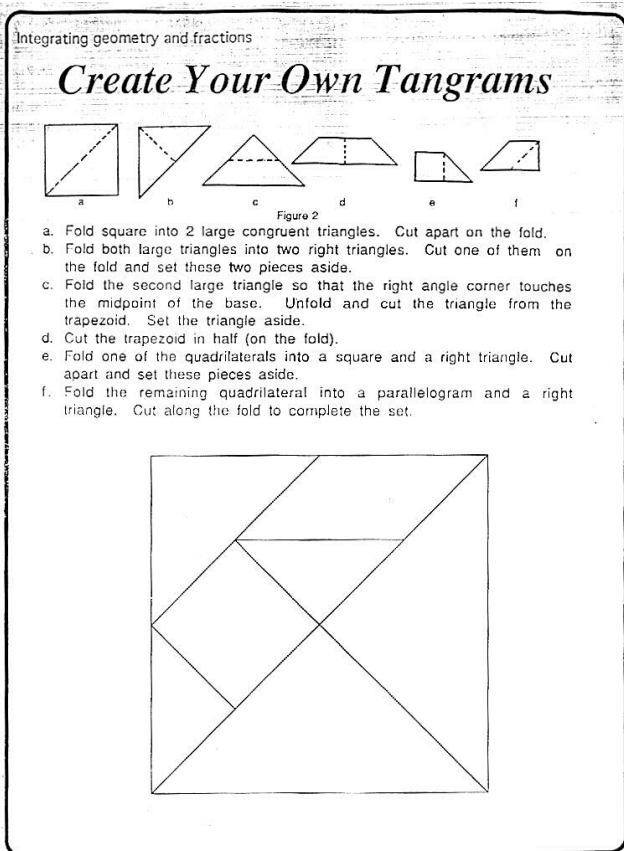 Integrating geometry and fractions
Create Your Own Tangrams
a b c d e f
Figure 2
a. Fold square into 2 large congruent triangles. Cut apart on the fold.
b. Fold both large triangles into two right triangles. Cut one of them on
the fold and set these two pieces aside.
c. Fold the second large triangle so that the right angle corner touches
the midpoint of the base. Unfold and cut the triangle from the
trapezoid. Set the triangle aside.
d. Cut the trapezoid in half (on the fold).
e. Fold one of the quadrilaterals into a square and a right triangle. Cut
apart and set these pieces aside.
f. Fold the remaining quadrilateral into a parallelogram and a right
triangle. Cut along the fold to complete the set.